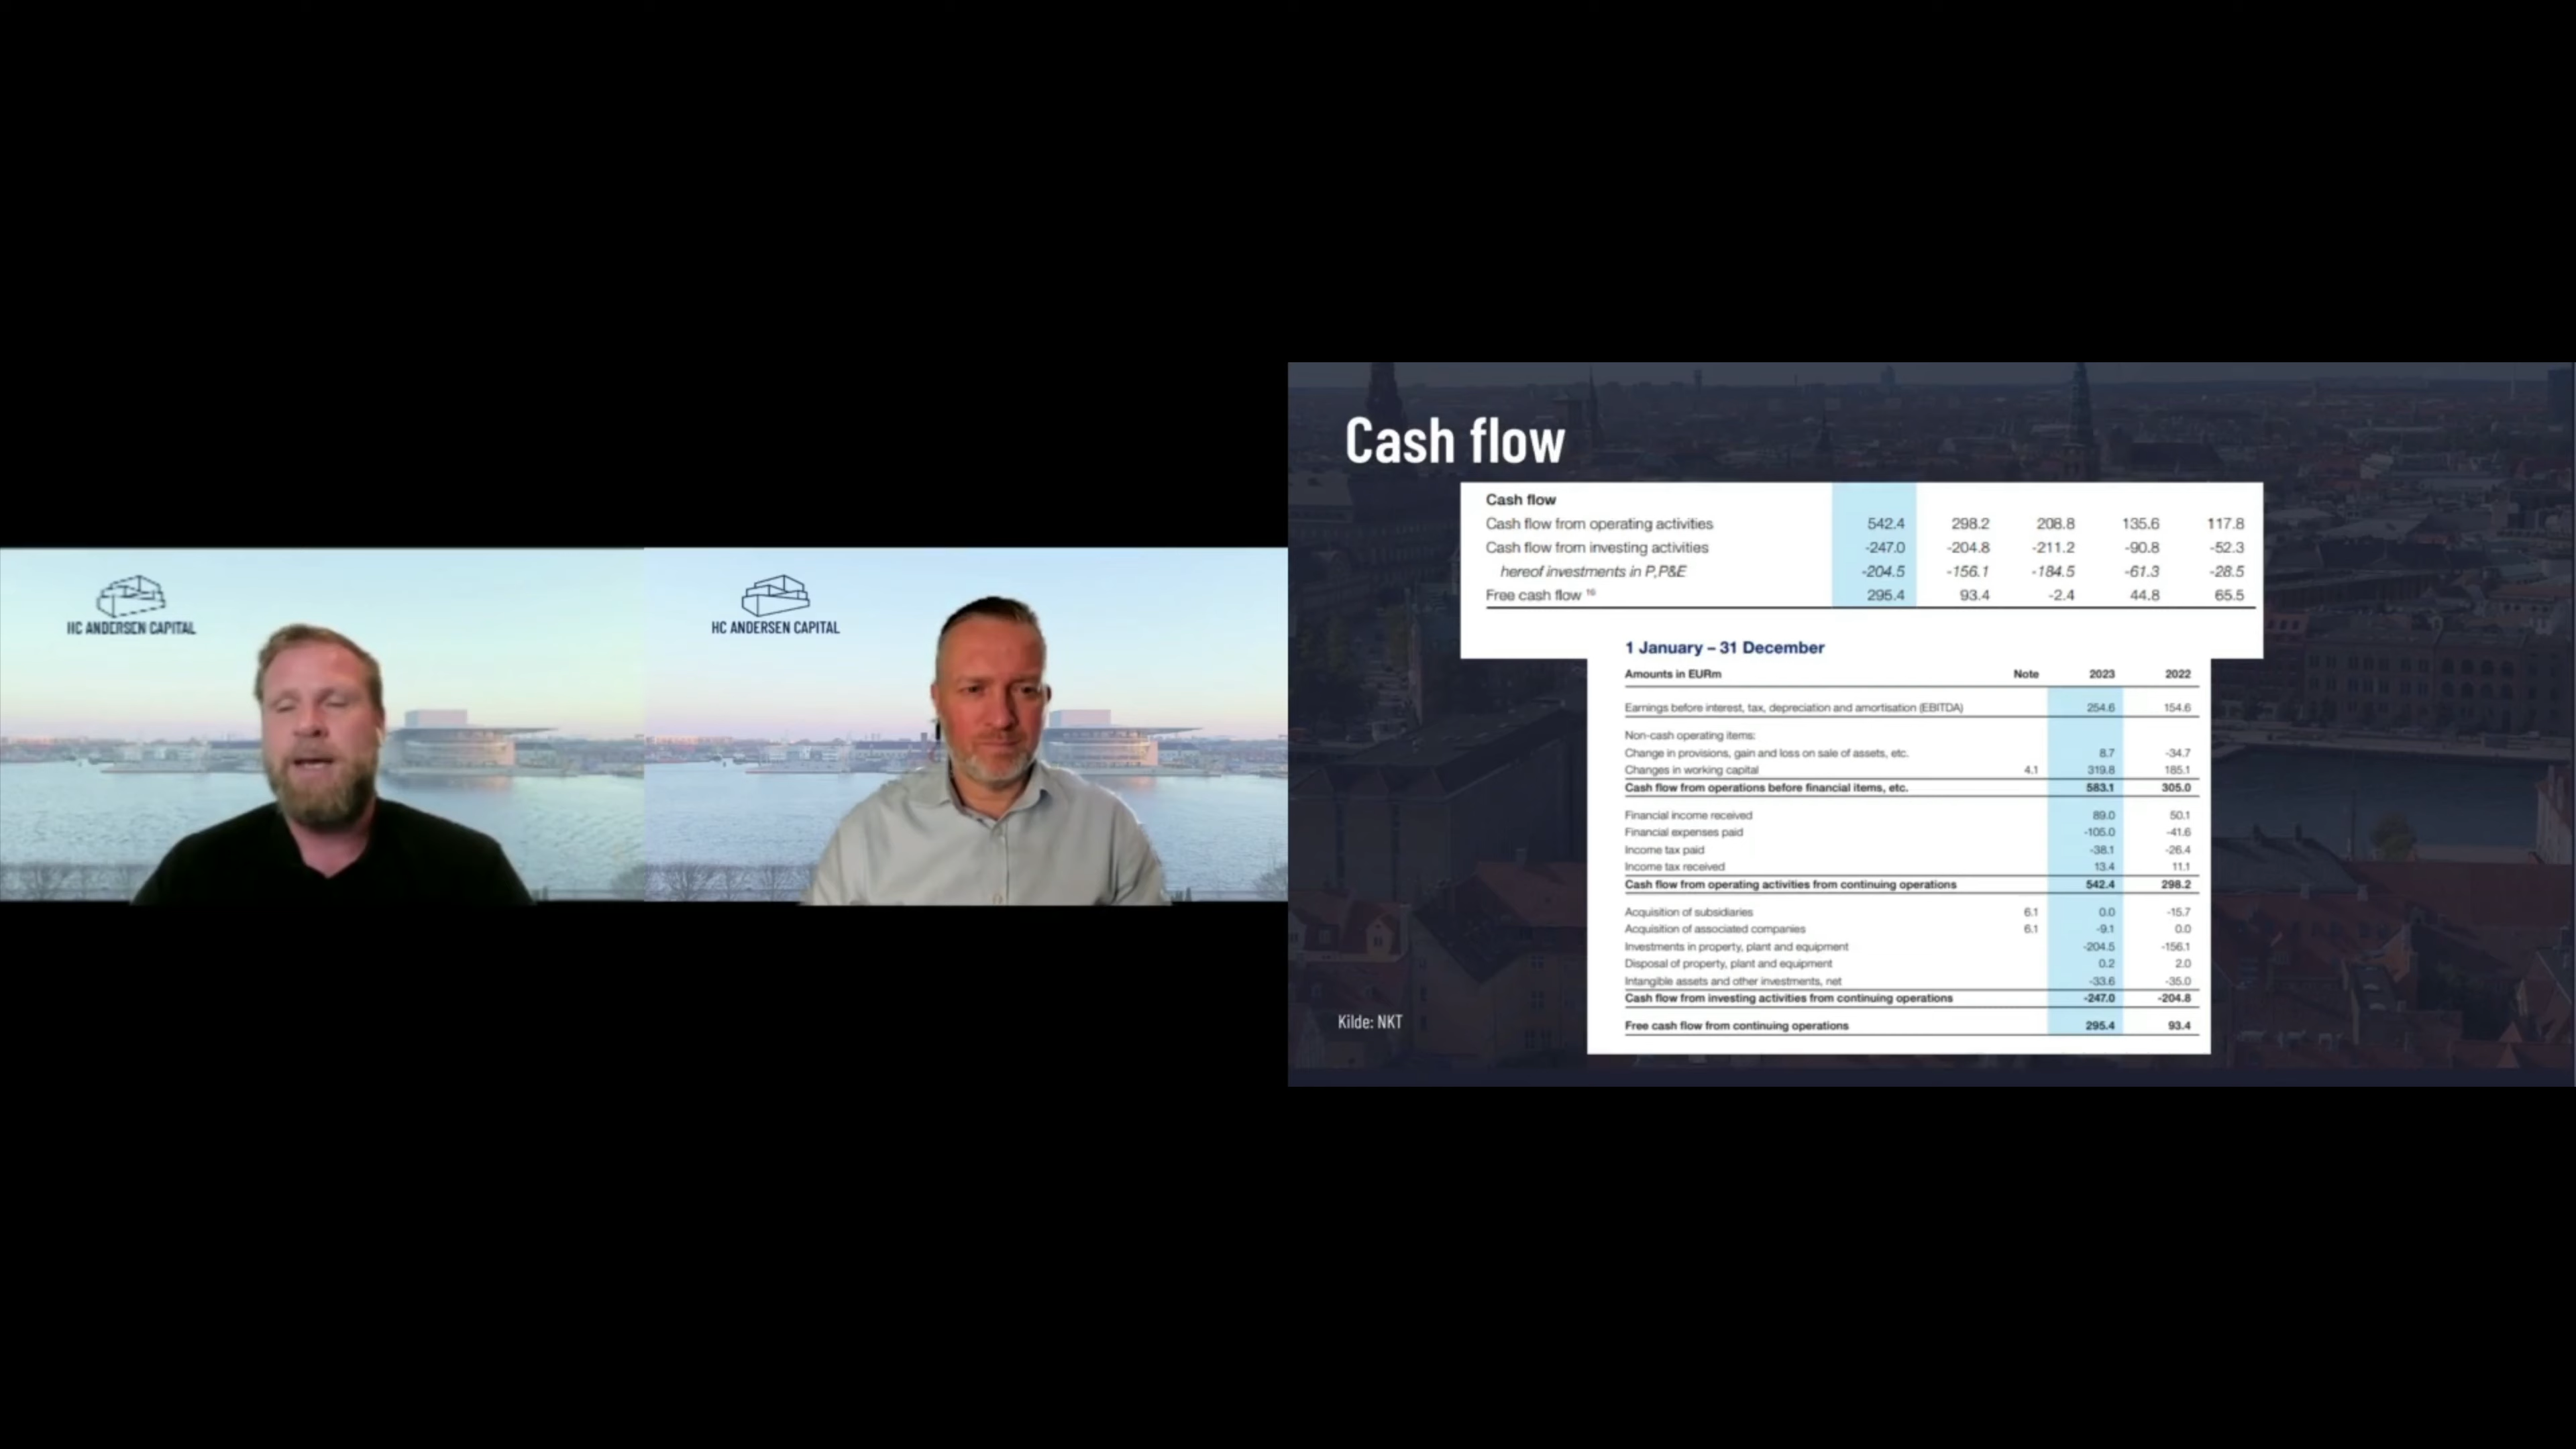 HC ANDERSEN CAPITAL
HC ANDERSEN CAPITAL
Cash flow
Cash flow
Cash flow from operating activities 542.4 298.2 208.8 135.6 117.8
Cash flow from investing activities -247.0 -204.8 -211.2 -90.8 -52.3
hereof investments in P,P&E -204.5 -156.1 -184.5 -61.3 -28.5
Free cash flow 295.4 93.4 -2.4 44.8 65.5
1 January – 31 December
Amounts in EURm Note 2023 2022
Earnings before interest, tax, depreciation and amortisation (EBITDA) 254.6 154.6
Non-cash operating items:
Change in provisions, gain and loss on sale of assets, etc. 8.7 -34.7
Changes in working capital 4.1 319.8 185.1
Cash flow from operations before financial items, etc. 583.1 305.0
Financial income received 89.0 50.1
Financial expenses paid -105.0 -41.6
Income tax paid -38.1 -26.4
Income tax received 13.4 11.1
Cash flow from operating activities from continuing operations 542.4 298.2
Acquisition of subsidiaries 6.1 0.0 -15.7
Acquisition of associated companies 6.1 -9.1 0.0
Investments in property, plant and equipment -204.5 -156.1
Disposal of property, plant and equipment 0.2 2.0
Intangible assets and other investments, net -33.6 -35.0
Cash flow from investing activities from continuing operations -247.0 -204.8
Free cash flow from continuing operations 295.4 93.4
Kilde: NKT